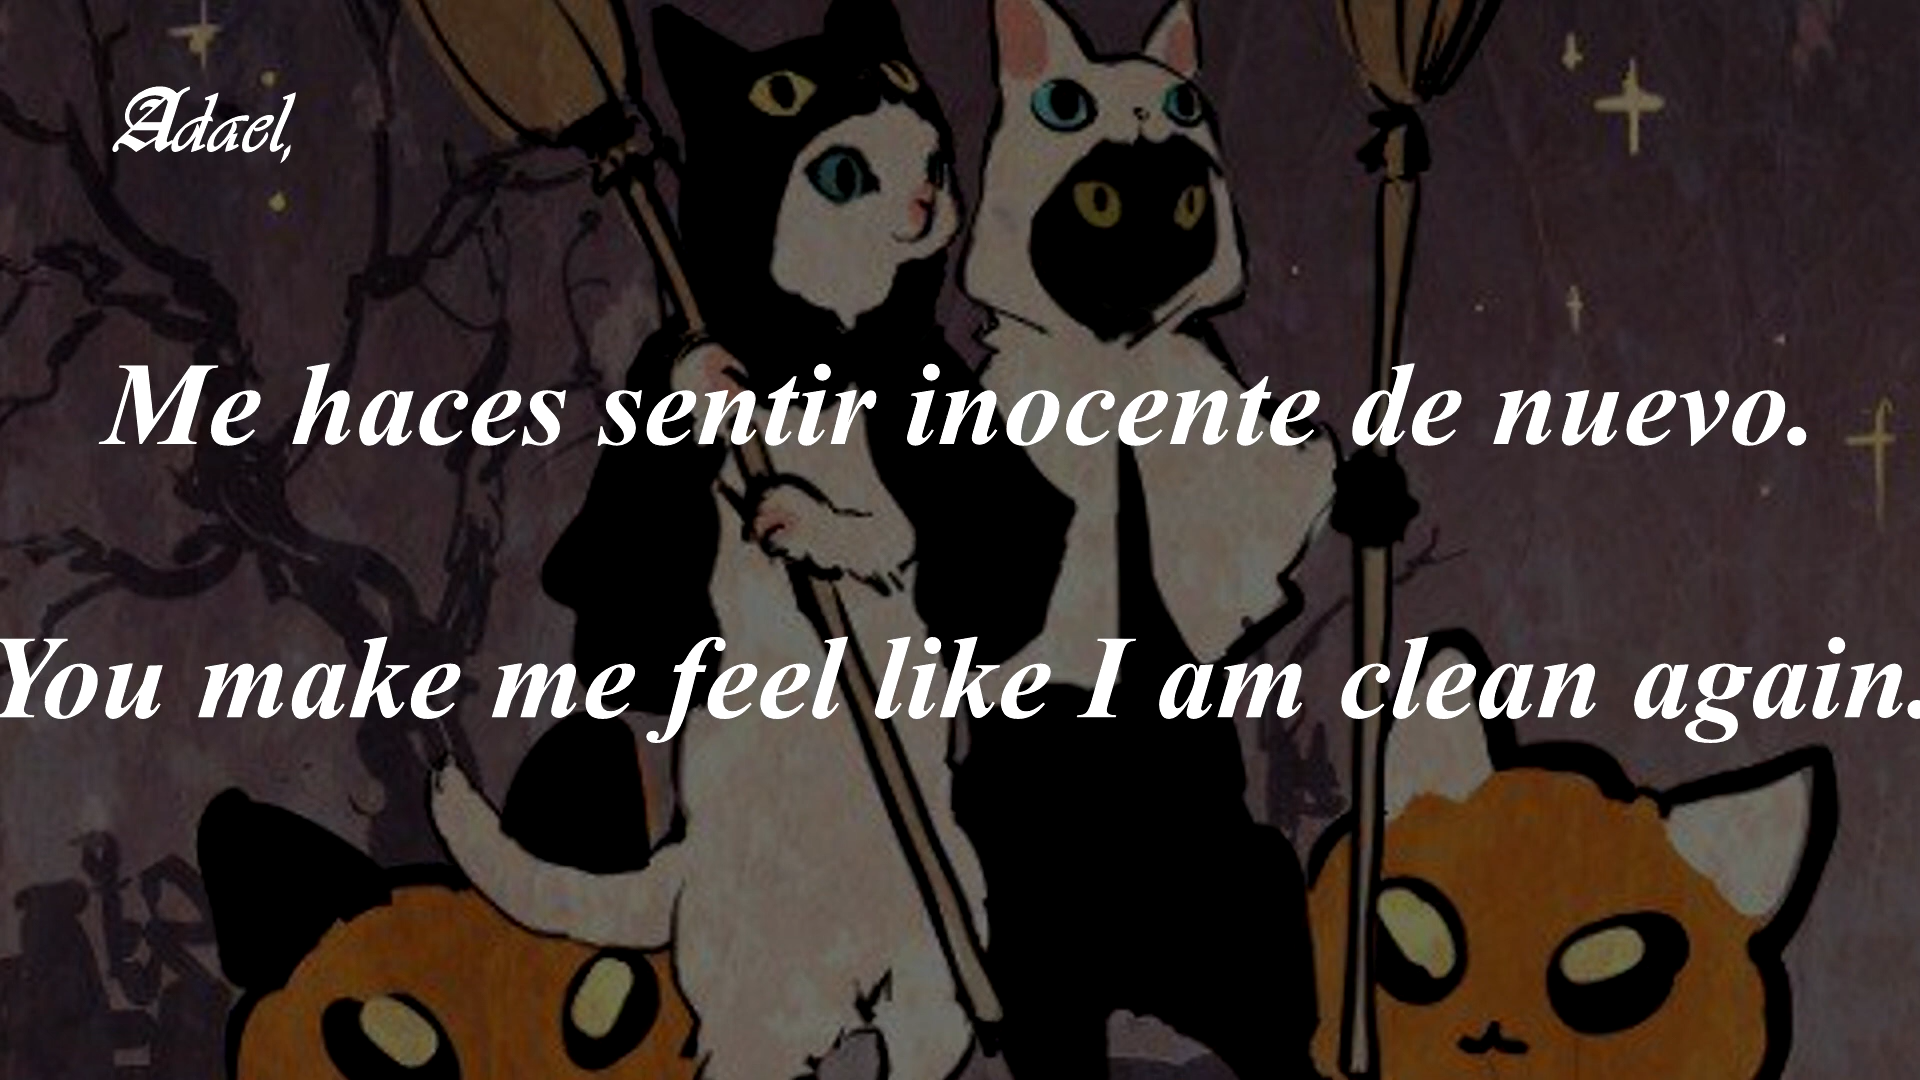 Adael,
Me haces sentir inocente de nuevo.
You make me feel like I am clean again.